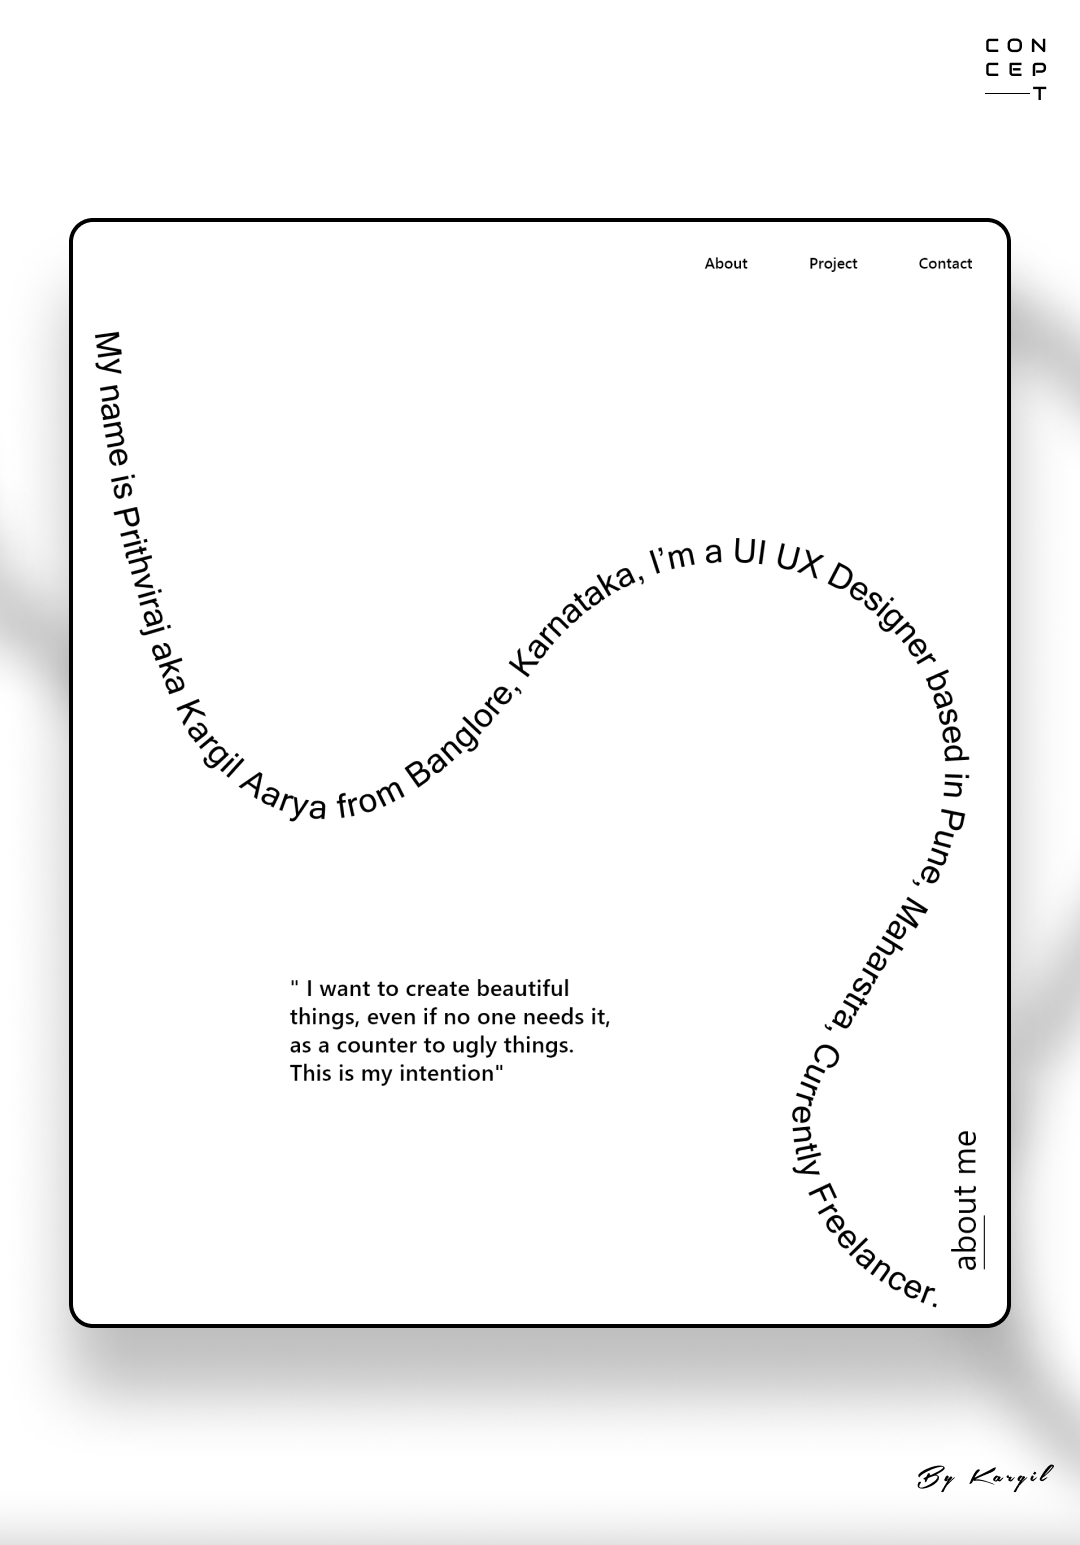 CON
CEP
T
About Project Contact
My name is Prithviraj aka Kargil Aarya from Banglore, Karnataka, I'm a UI UX Designer based in Pune, Maharstra, Currently Freelancer.
" I want to create beautiful
things, even if no one needs it,
as a counter to ugly things.
This is my intention"
about me
By Kargil